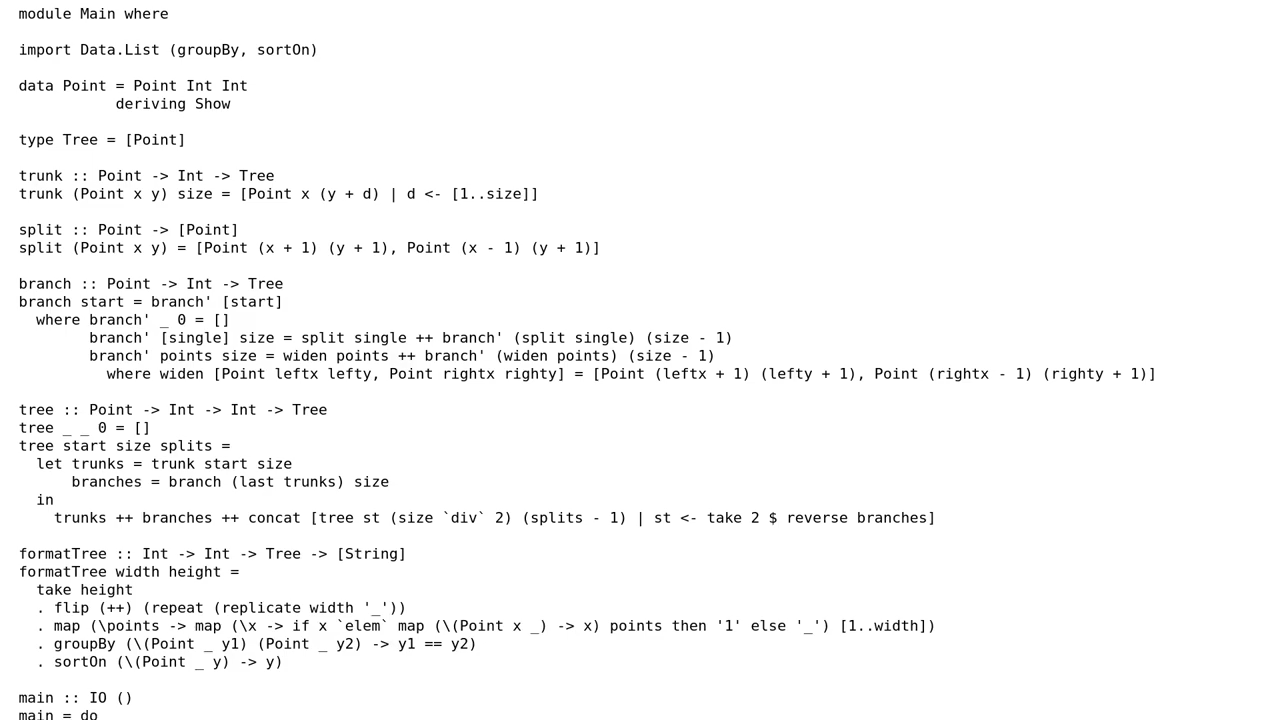 module Main where
import Data.List (groupBy, sortOn)
data Point = Point Int Int
           deriving Show
type Tree = [Point]
trunk :: Point -> Int -> Tree
trunk (Point x y) size = [Point x (y + d) | d <- [1..size]]
split :: Point -> [Point]
split (Point x y) = [Point (x + 1) (y + 1), Point (x - 1) (y + 1)]
branch :: Point -> Int -> Tree
branch start = branch' [start]
  where branch' _ 0 = []
        branch' [single] size = split single ++ branch' (split single) (size - 1)
        branch' points size = widen points ++ branch' (widen points) (size - 1)
          where widen [Point leftx lefty, Point rightx righty] = [Point (leftx + 1) (lefty + 1), Point (rightx - 1) (righty + 1)]
tree :: Point -> Int -> Int -> Tree
tree _ _ 0 = []
tree start size splits =
  let trunks = trunk start size
      branches = branch (last trunks) size
  in
    trunks ++ branches ++ concat [tree st (size `div` 2) (splits - 1) | st <- take 2 $ reverse branches]
formatTree :: Int -> Int -> Tree -> [String]
formatTree width height =
  take height
  . flip (++) (repeat (replicate width '_'))
  . map (\points -> map (\x -> if x `elem` map (\(Point x _) -> x) points then '1' else '_') [1..width])
  . groupBy (\(Point _ y1) (Point _ y2) -> y1 == y2)
  . sortOn (\(Point _ y) -> y)
main :: IO ()
main = do